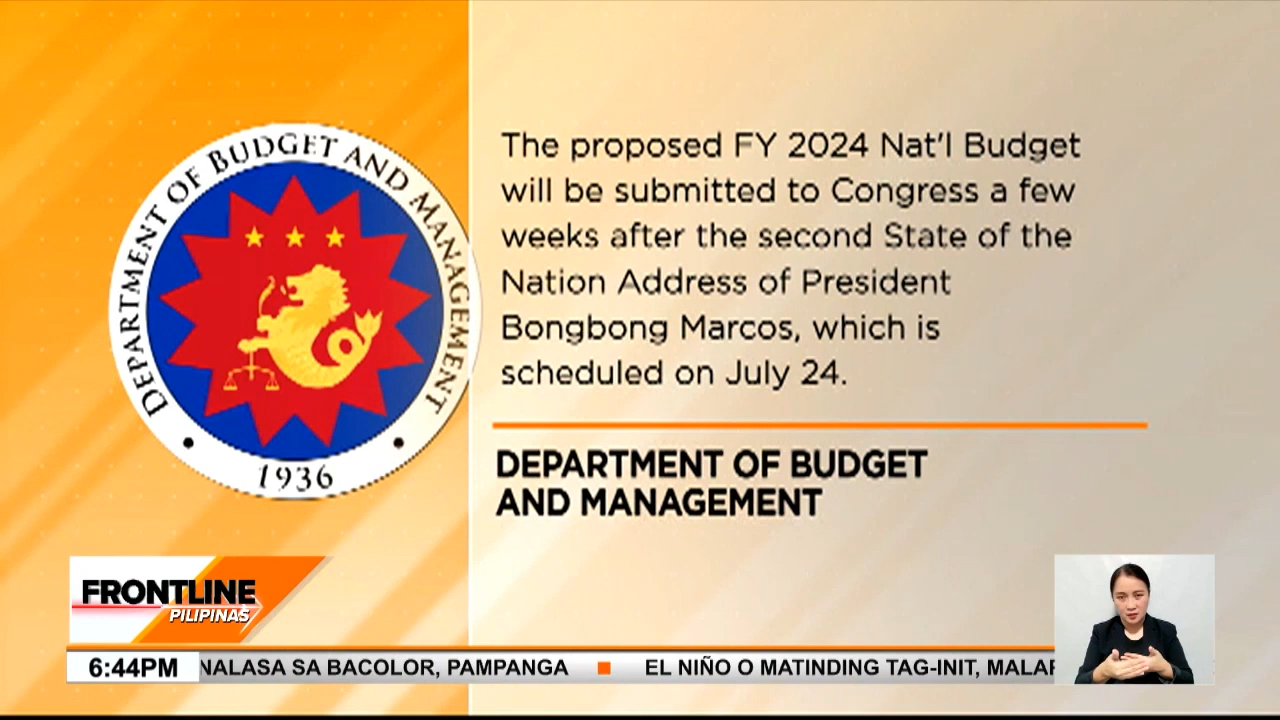 DEPARTMENT OF BUDGET AND MANAGEMENT
1936
The proposed FY 2024 Nat'l Budget
will be submitted to Congress a few
weeks after the second State of the
Nation Address of President
Bongbong Marcos, which is
scheduled on July 24.
DEPARTMENT OF BUDGET
AND MANAGEMENT
FRONTLINE
PILIPINAS
6:44PM
NALASA SA BACOLOR, PAMPANGA ■ EL NIÑO O MATINDING TAG-INIT,